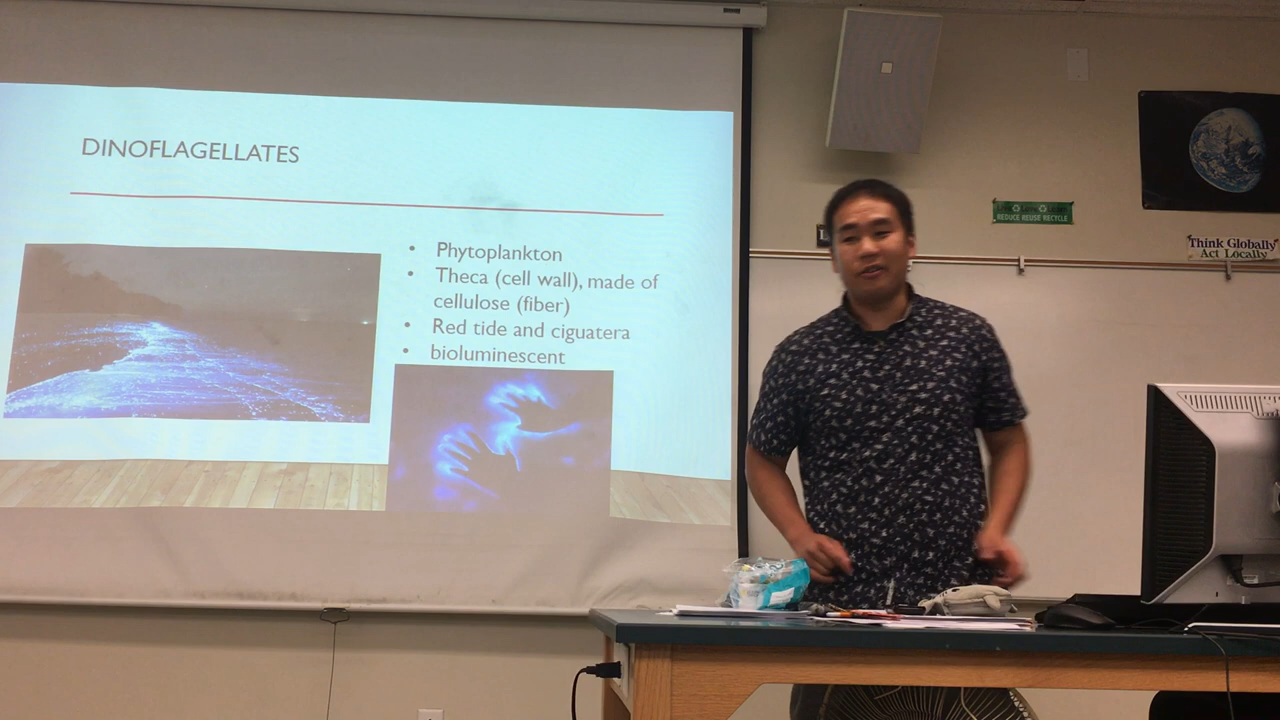 DINOFLAGELLATES
• Phytoplankton
• Theca (cell wall), made of
cellulose (fiber)
• Red tide and ciguatera
• bioluminescent
REDUCE REUSE RECYCLE
Think Globally
Act Locally